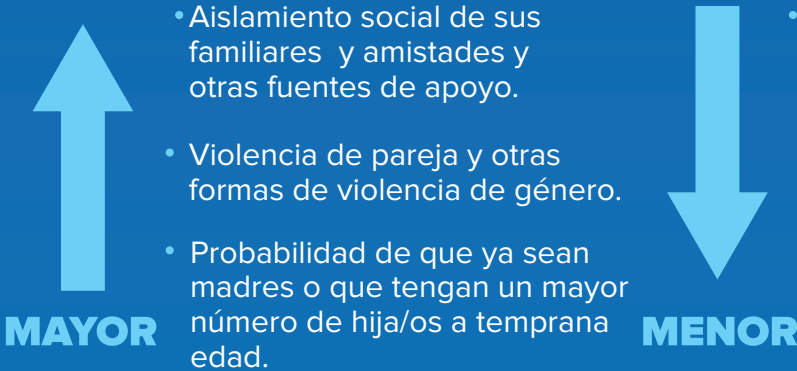 • Aislamiento social de sus
familiares y amistades y
otras fuentes de apoyo.
• Violencia de pareja y otras
formas de violencia de género.
• Probabilidad de que ya sean
madres o que tengan un mayor
número de hija/os a temprana
edad.
MAYOR
MENOR